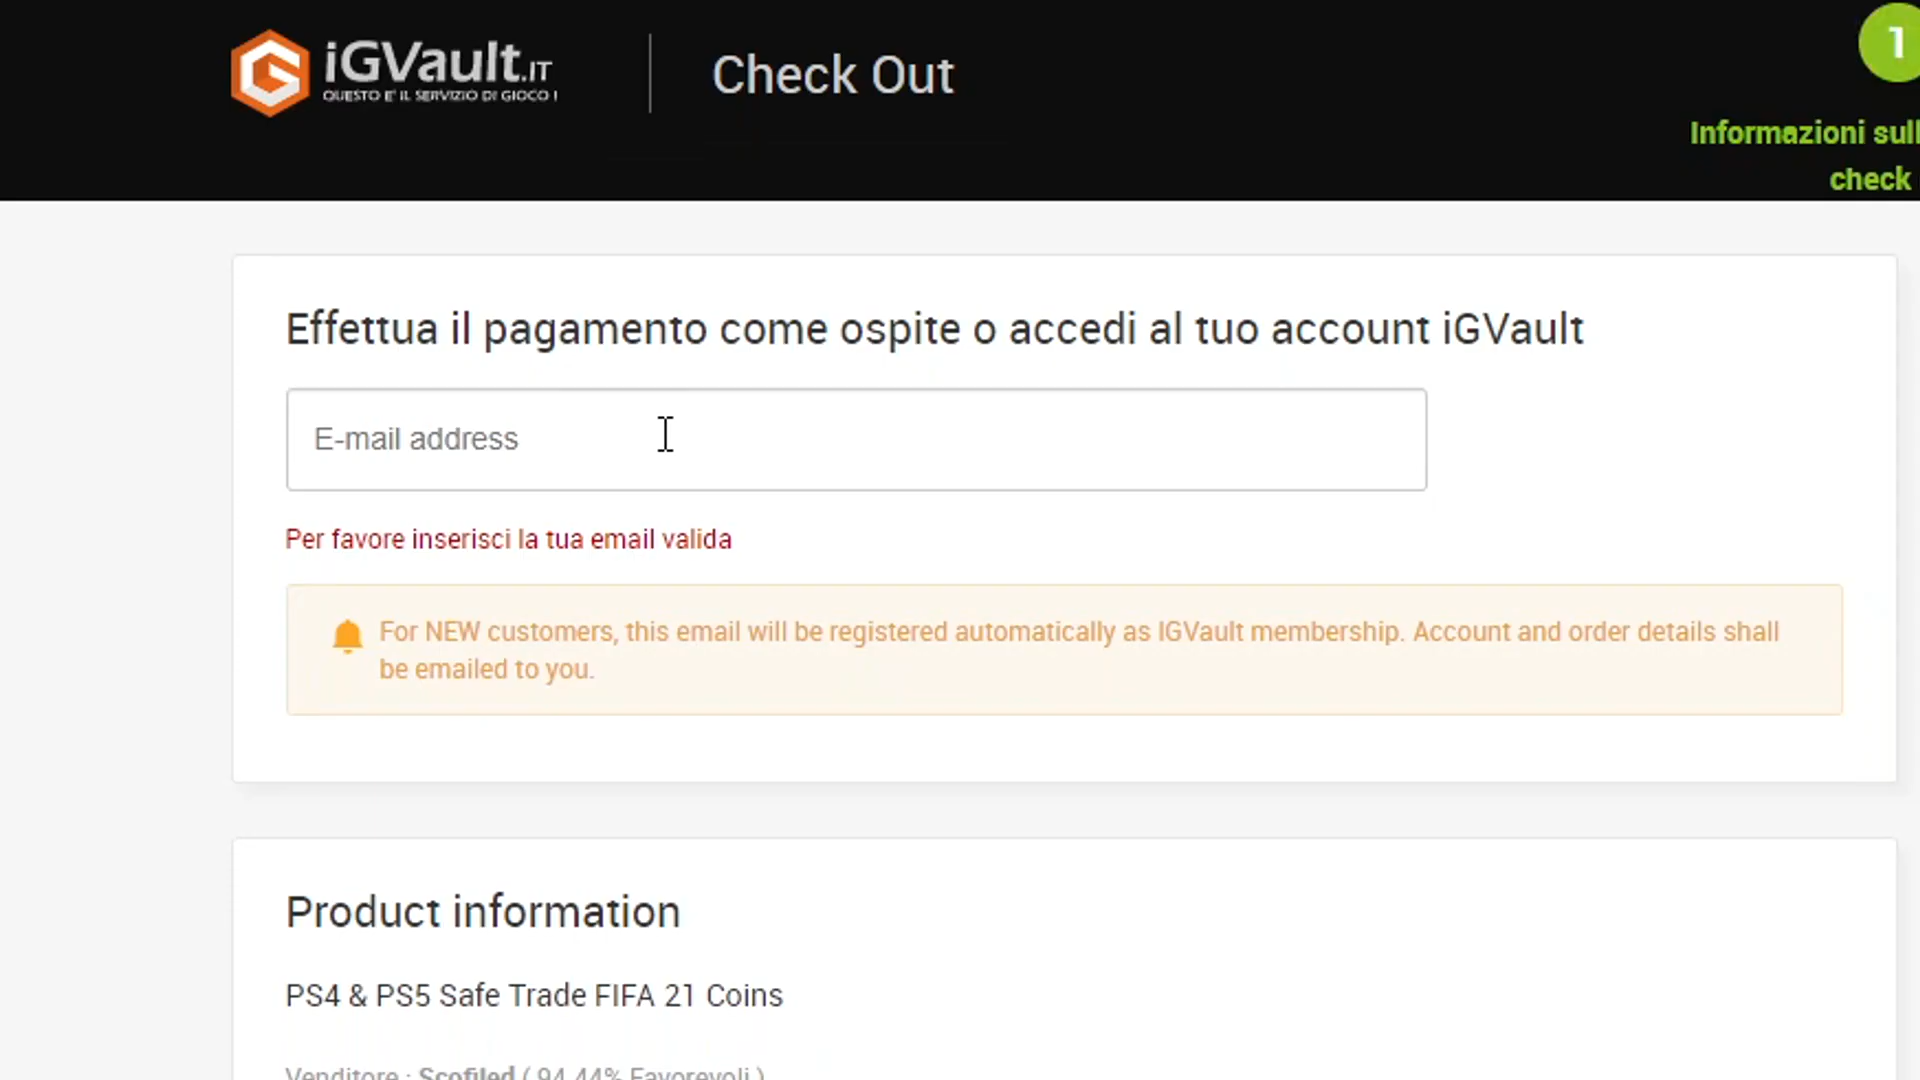 iGVault.IT
QUESTO E' IL SERVIZIO DI GIOCO !
Check Out
1
Informazioni sull
check
Effettua il pagamento come ospite o accedi al tuo account iGVault
E-mail address
Per favore inserisci la tua email valida
For NEW customers, this email will be registered automatically as IGVault membership. Account and order details shall
be emailed to you.
Product information
PS4 & PS5 Safe Trade FIFA 21 Coins
Venditore : Scofiled ( 94.44% Favorevoli )